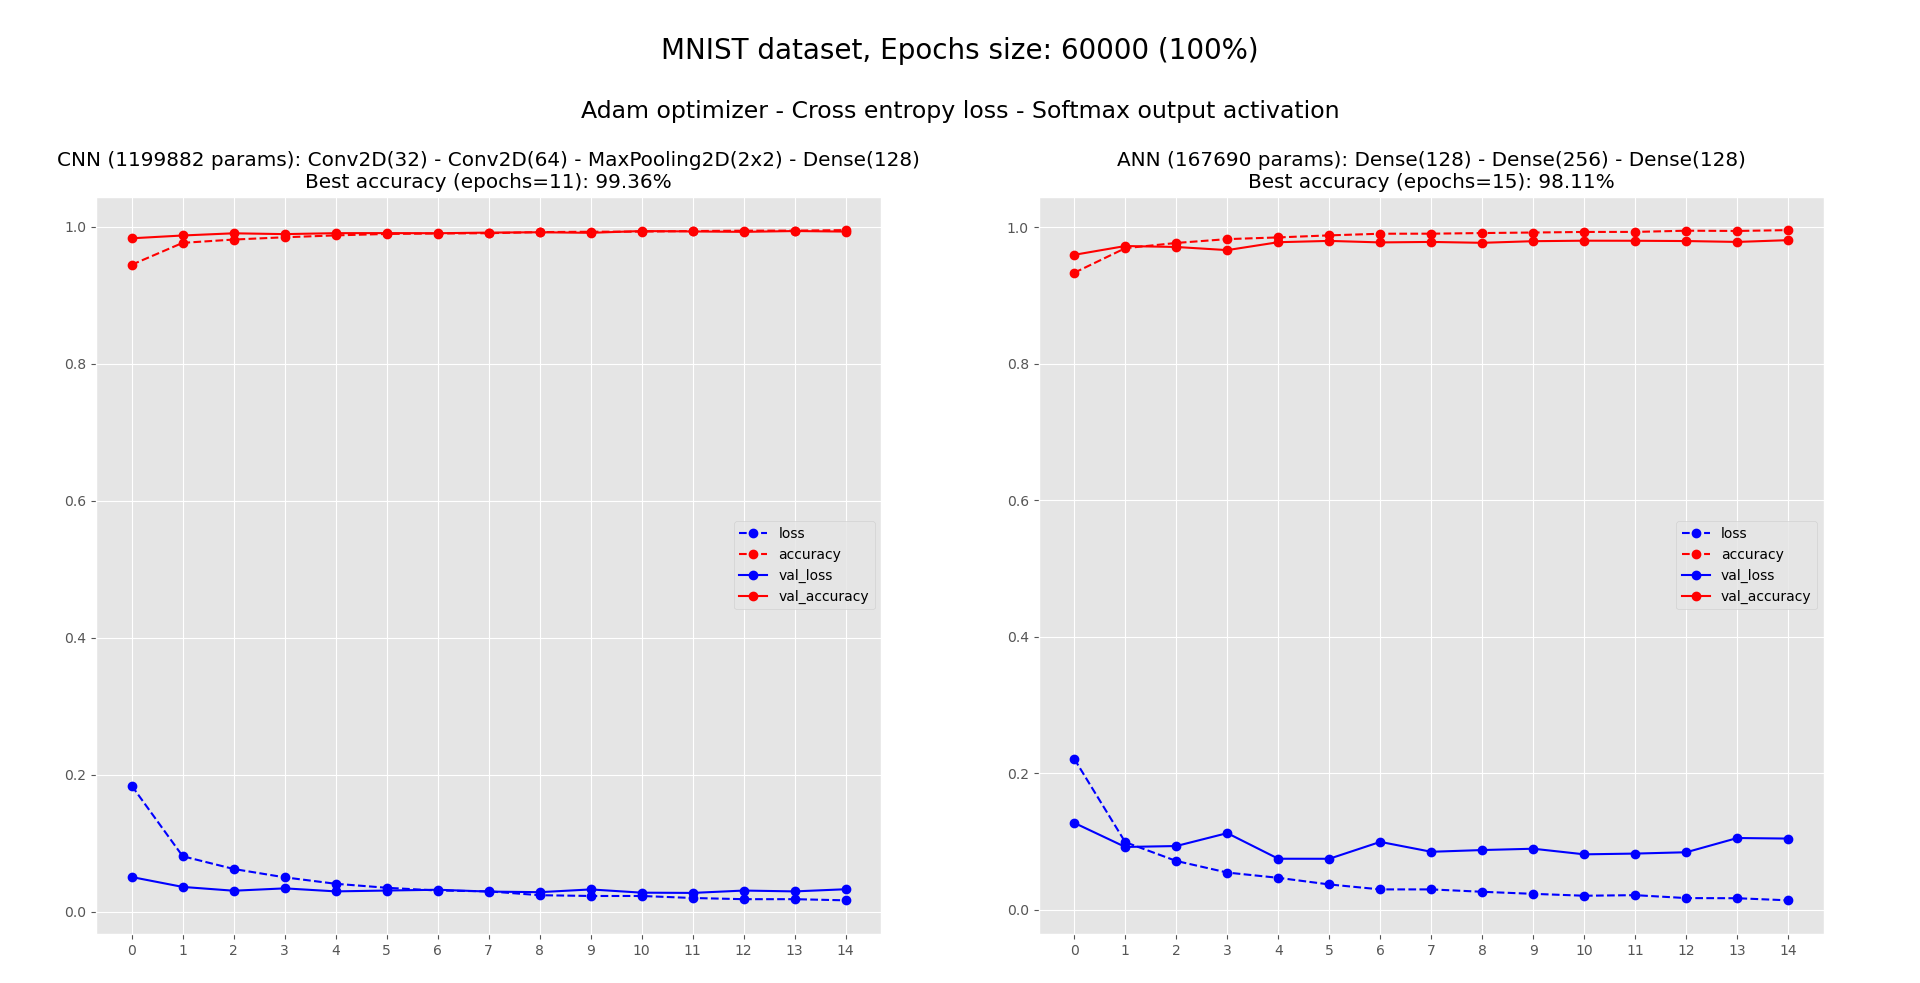 MNIST dataset, Epochs size: 60000 (100%)
Adam optimizer - Cross entropy loss - Softmax output activation
CNN (1199882 params): Conv2D(32) - Conv2D(64) - MaxPooling2D(2x2) - Dense(128)
Best accuracy (epochs=11): 99.36%
1.0
0.8
0.6
0.4
0.2
0.0
loss
accuracy
val_loss
val_accuracy
0 1 2 3 4 5 6 7 8 9 10 11 12 13 14
ANN (167690 params): Dense(128) - Dense(256) - Dense(128)
Best accuracy (epochs=15): 98.11%
1.0
0.8
0.6
0.4
0.2
0.0
loss
accuracy
val_loss
val_accuracy
0 1 2 3 4 5 6 7 8 9 10 11 12 13 14